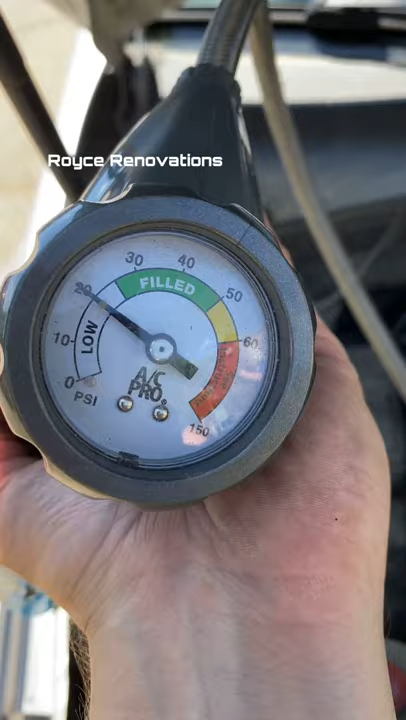 Royce Renovations
30
40
FILLED
20
50
LOW
10
60
0
PSI
A/C
PRO®
150